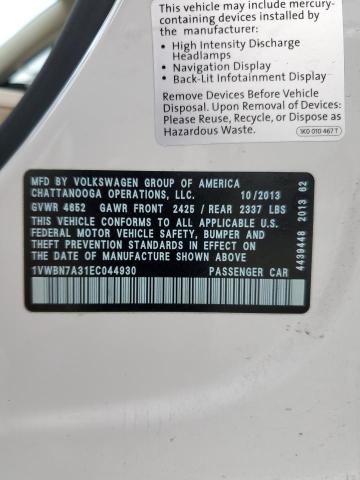 This vehicle may include mercury-
containing devices installed by
the manufacturer:
• High Intensity Discharge
Headlamps
• Navigation Display
• Back-Lit Infotainment Display
Remove Devices Before Vehicle
Disposal. Upon Removal of Devices:
Please Reuse, Recycle, or Dispose as
Hazardous Waste.
1K0 010 467 T
MFD BY VOLKSWAGEN GROUP OF AMERICA
CHATTANOOGA OPERATIONS, LLC. 10/2013
GVWR 4652 GAWR FRONT 2425 / REAR 2337 LBS
THIS VEHICLE CONFORMS TO ALL APPLICABLE U.S.
FEDERAL MOTOR VEHICLE SAFETY, BUMPER AND
THEFT PREVENTION STANDARDS IN EFFECT ON THE
DATE OF MANUFACTURE SHOWN ABOVE.
1VWBN7A31EC044930 PASSENGER CAR
4439448 2013 62